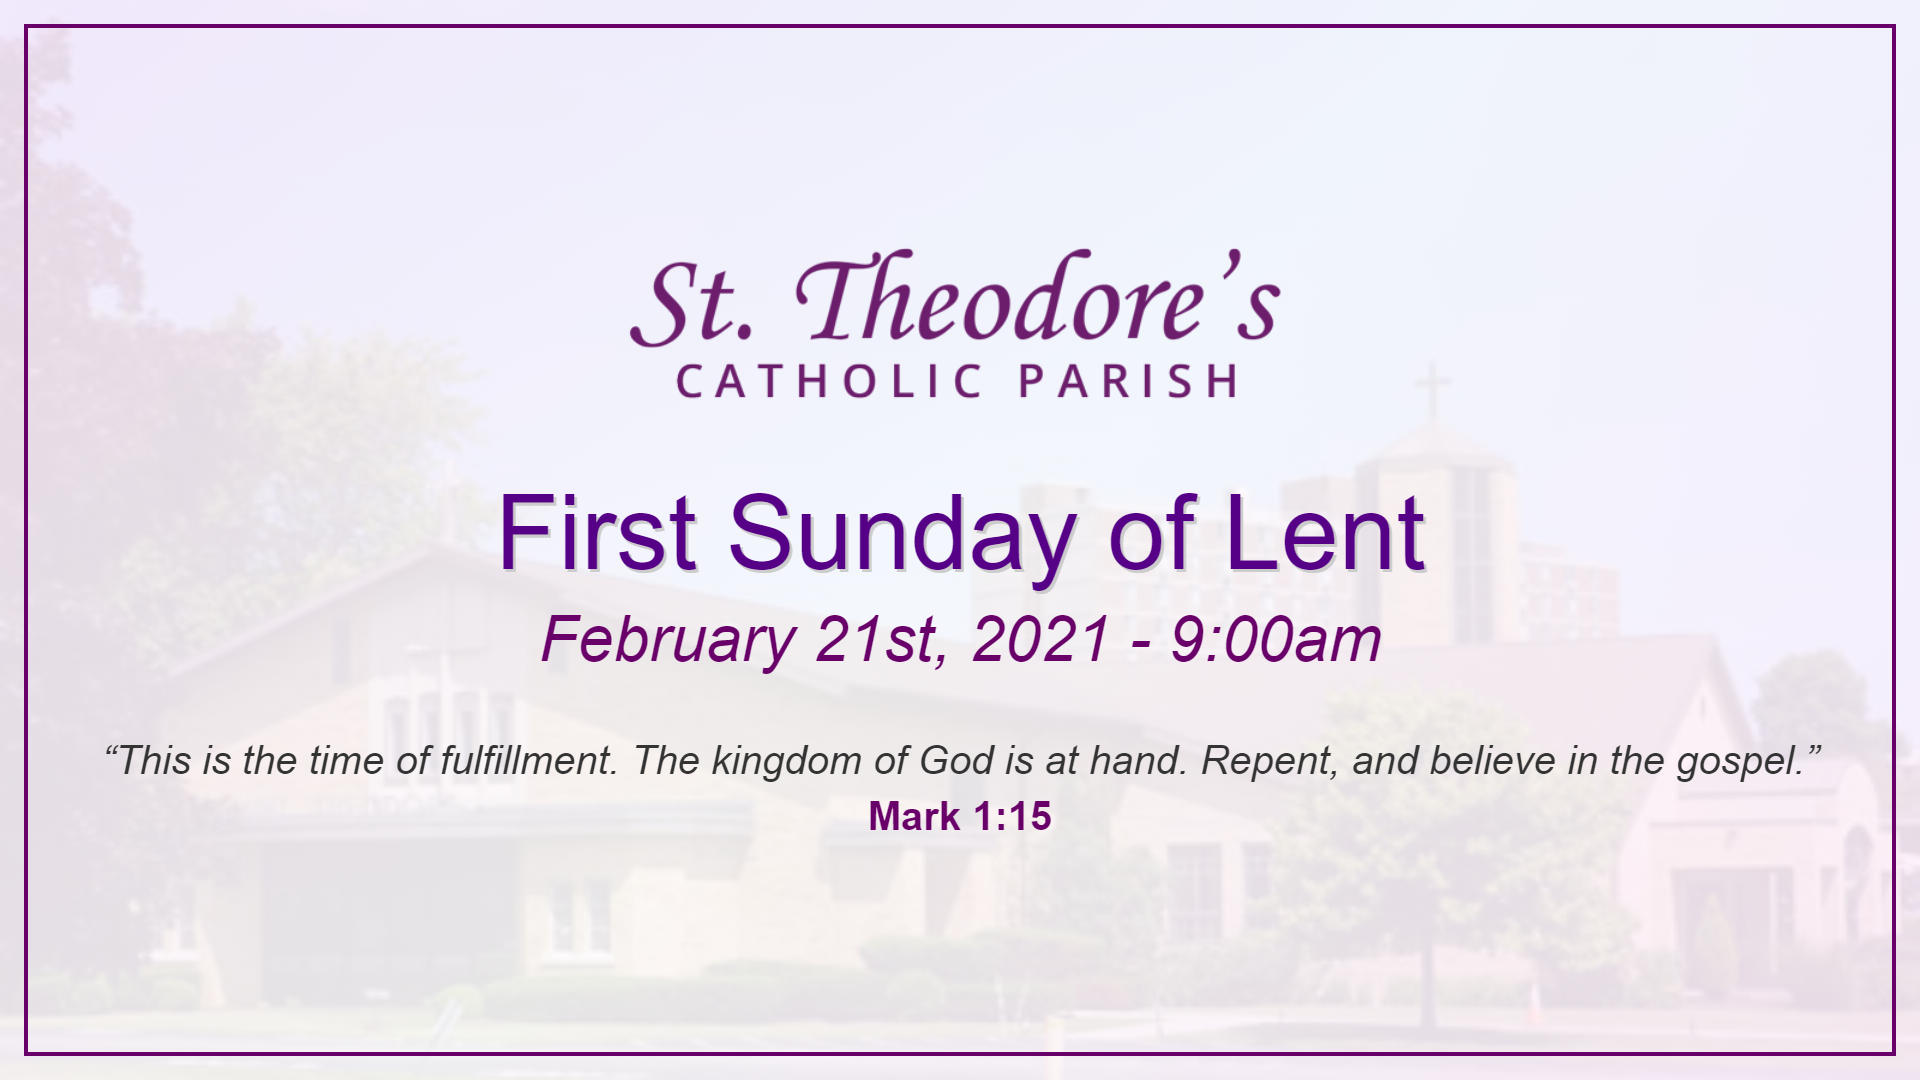 St. Theodore’s
CATHOLIC PARISH
First Sunday of Lent
February 21st, 2021 - 9:00am
“This is the time of fulfillment. The kingdom of God is at hand. Repent, and believe in the gospel.”
Mark 1:15